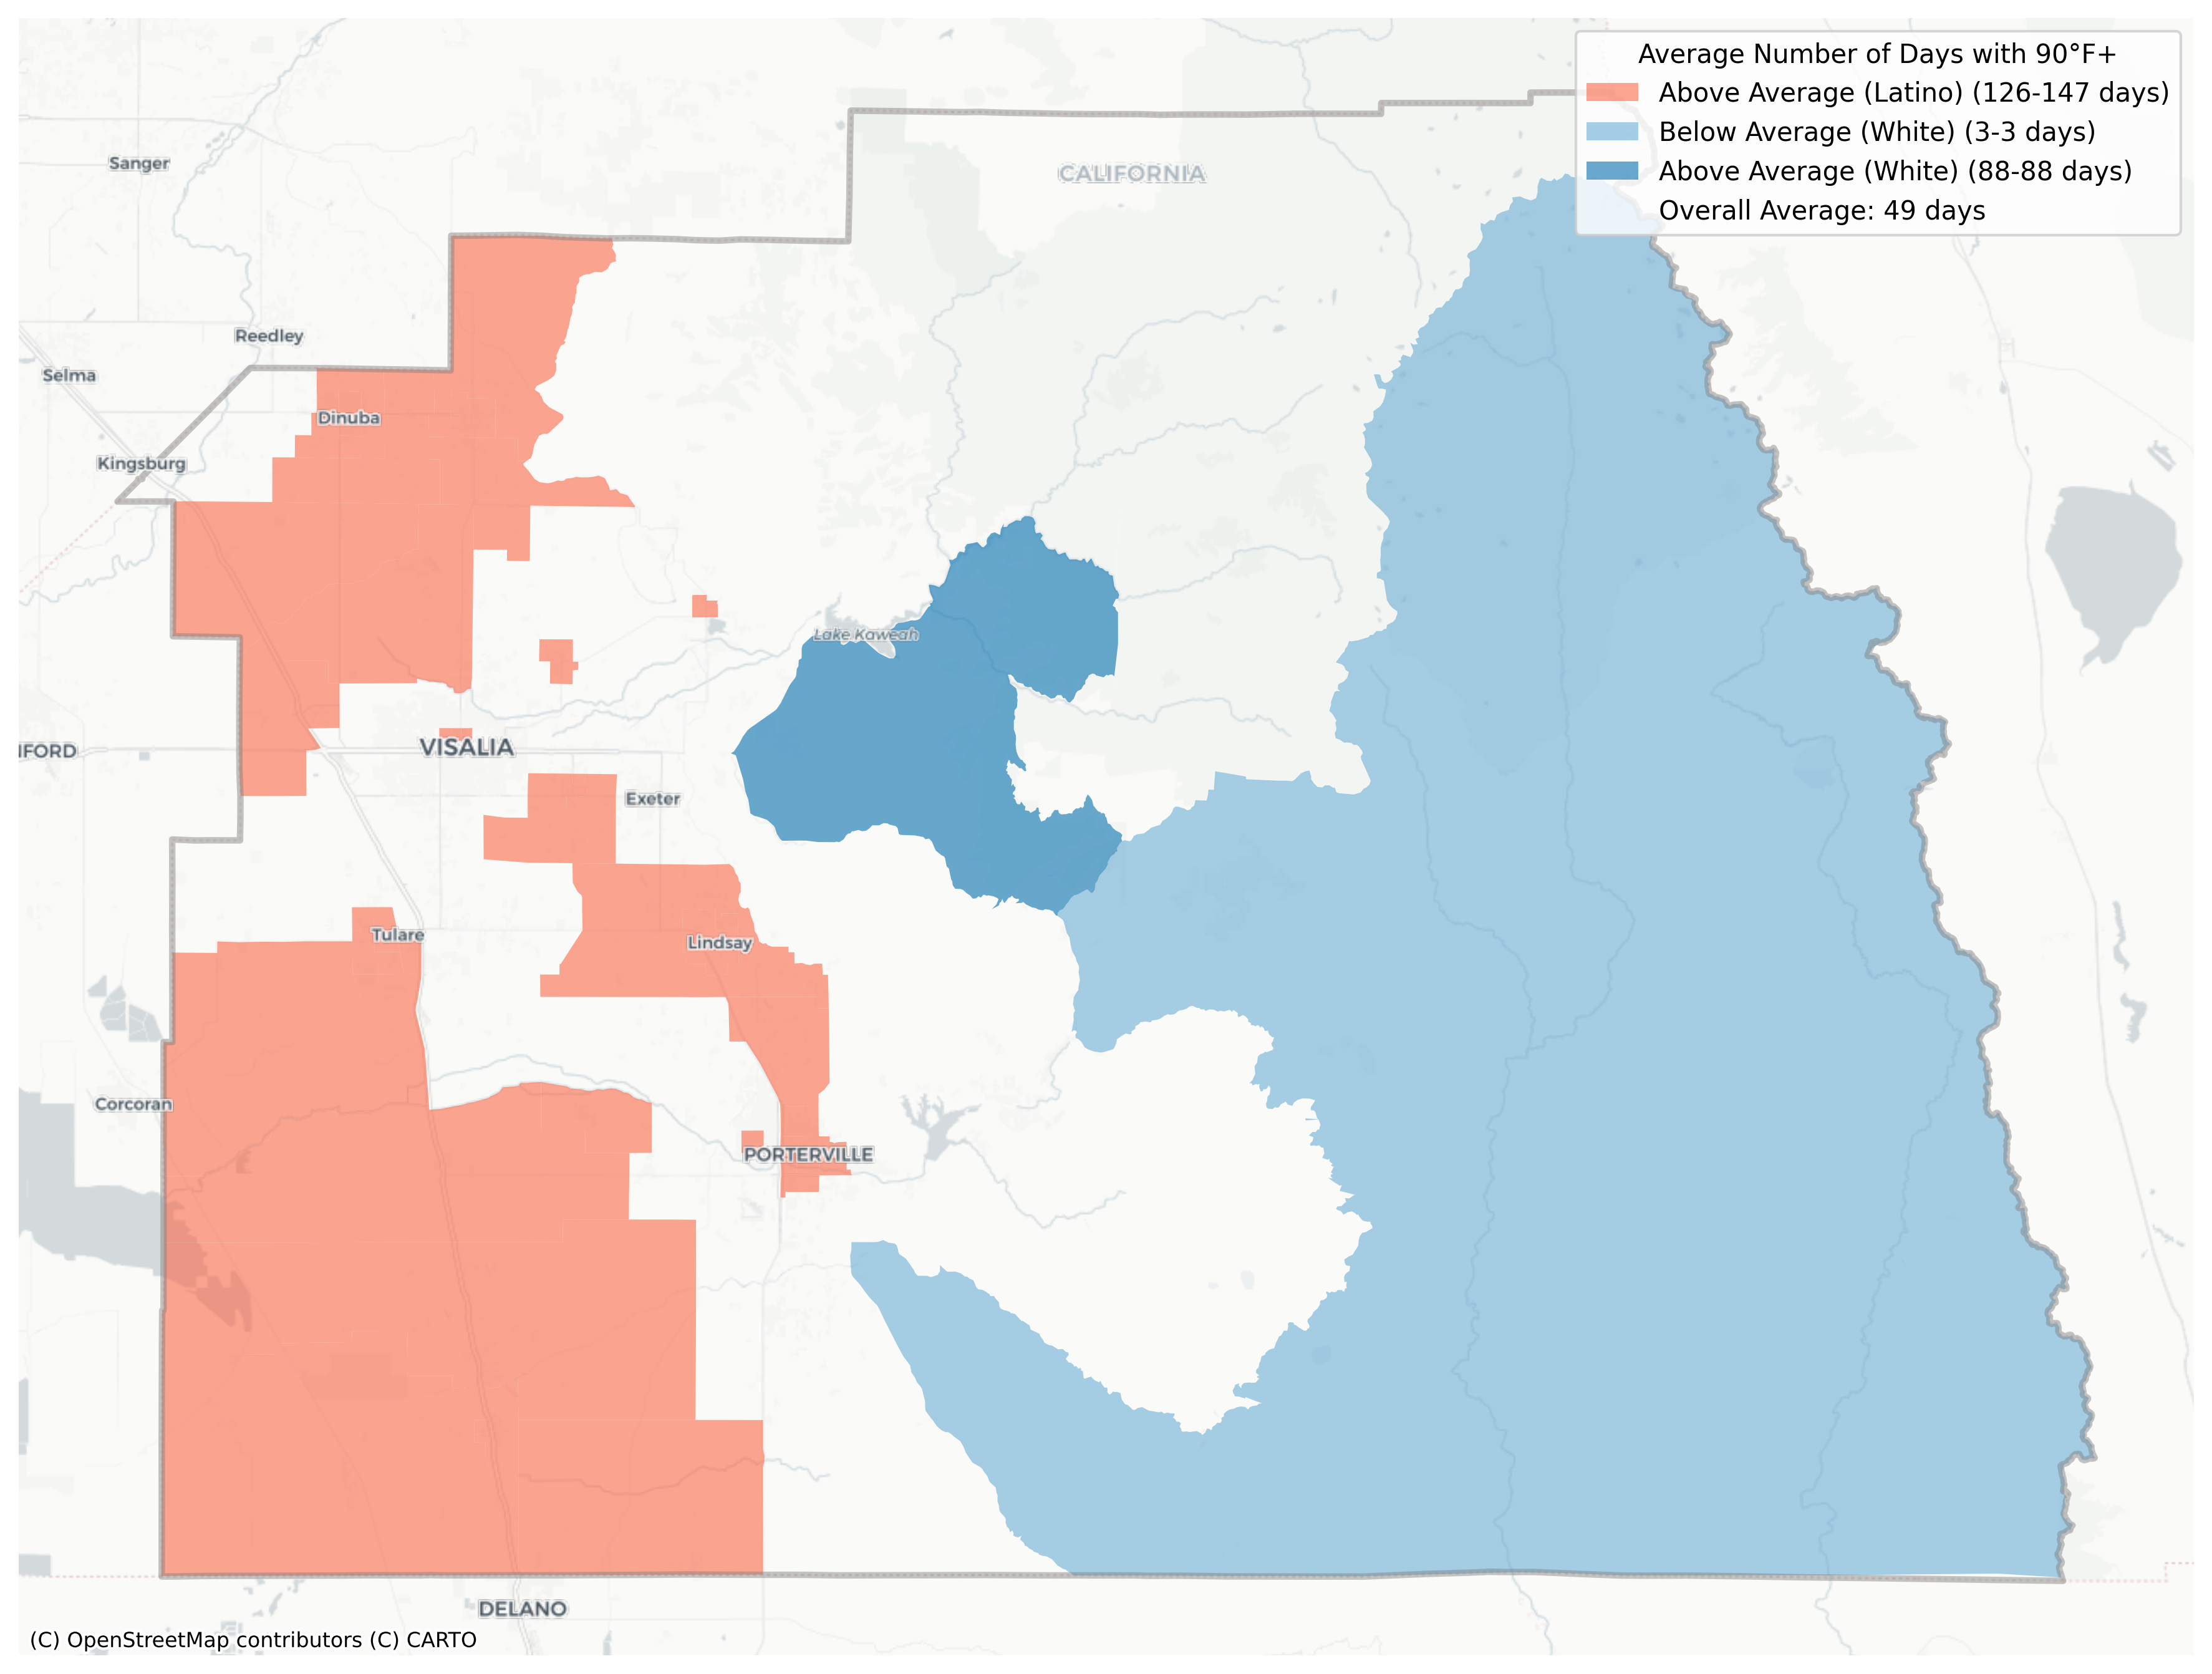 Average Number of Days with 90°F+
Above Average (Latino) (126-147 days)
Below Average (White) (3-3 days)
Above Average (White) (88-88 days)
Overall Average: 49 days
CALIFORNIA
Sanger
Reedley
Selma
Dinuba
Kingsburg
Lake Kaweah
VISALIA
IFORD
Exeter
Tulare
Lindsay
Corcoran
PORTERVILLE
DELANO
(C) OpenStreetMap contributors (C) CARTO